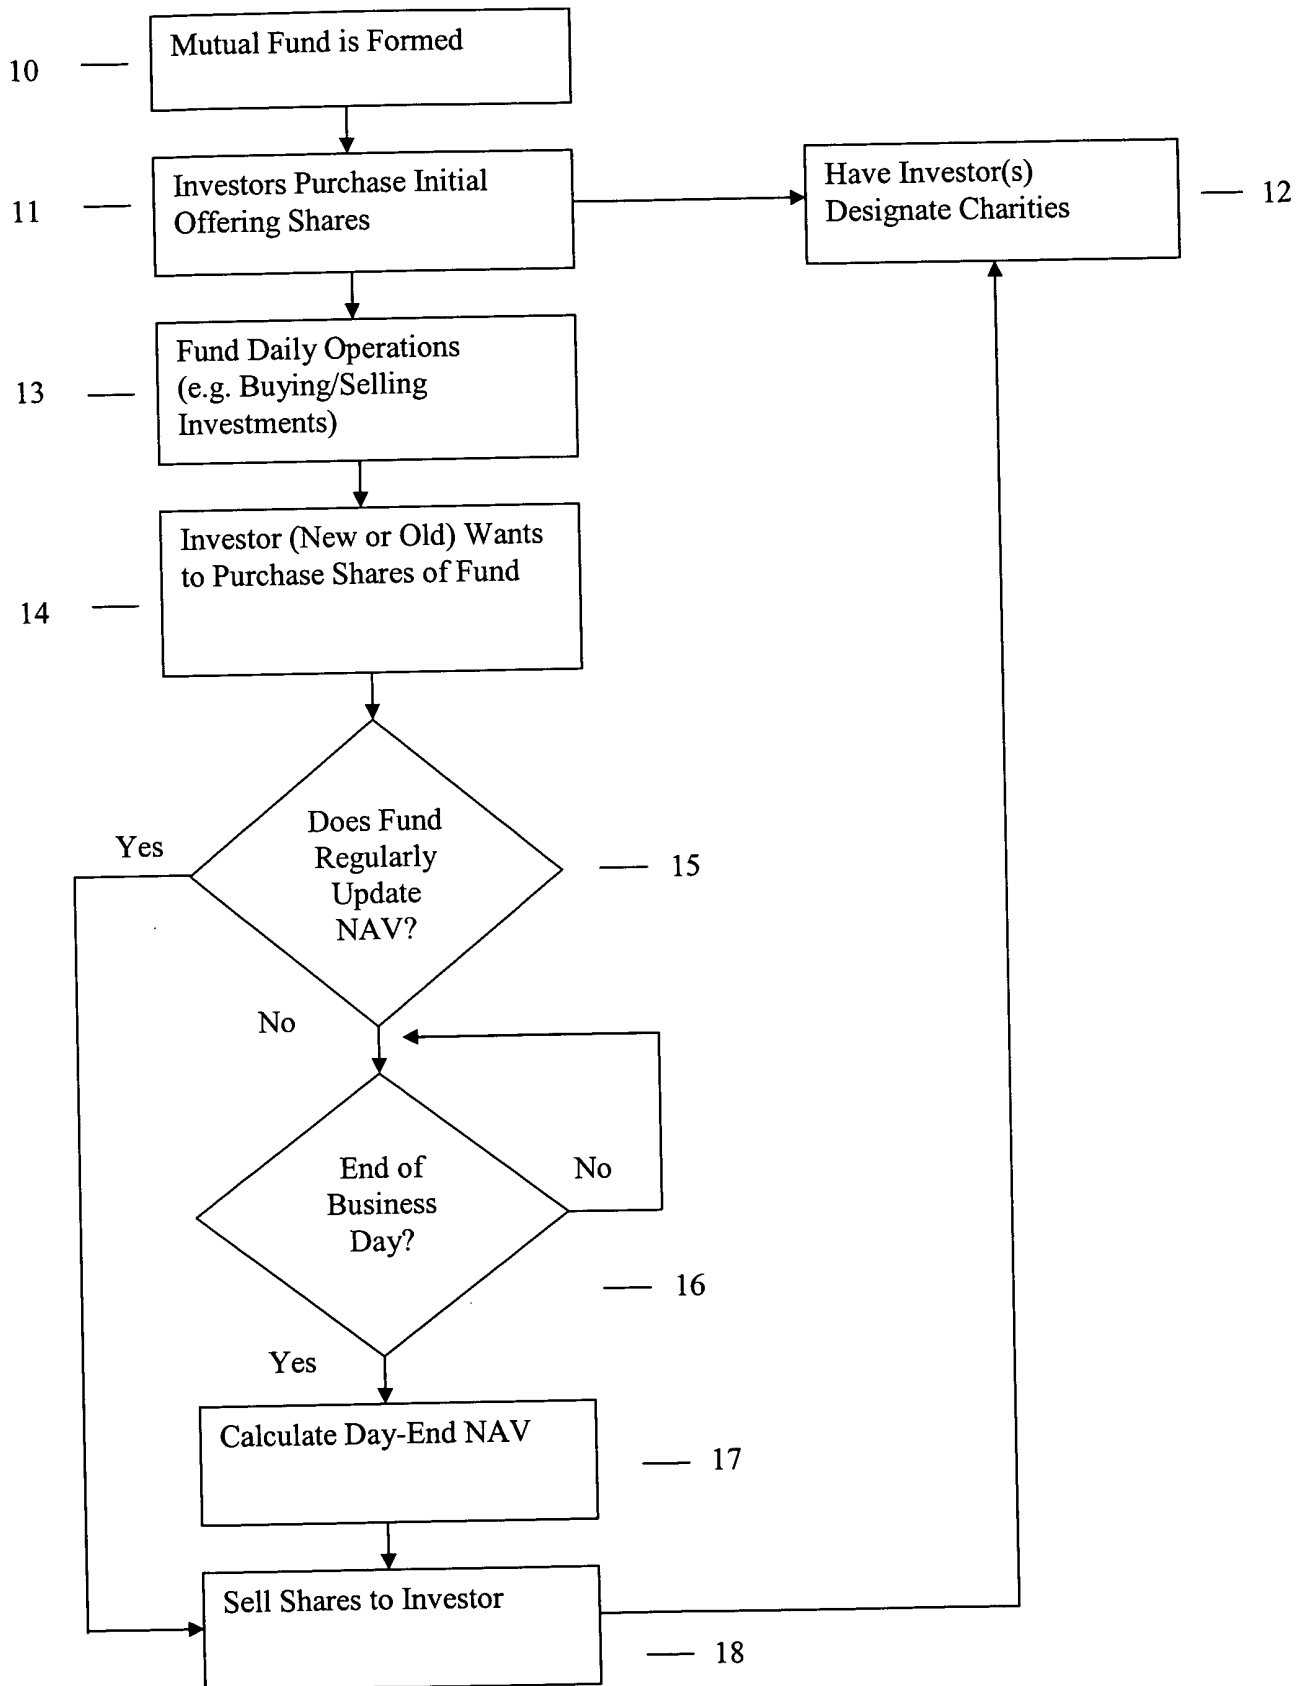 Mutual Fund is Formed
10
Investors Purchase Initial
Offering Shares
11
Have Investor(s)
Designate Charities
12
Fund Daily Operations
(e.g. Buying/Selling
Investments)
13
Investor (New or Old) Wants
to Purchase Shares of Fund
14
Does Fund
Regularly
Update
NAV?
Yes
15
No
End of
Business
Day?
No
16
Yes
Calculate Day-End NAV
17
Sell Shares to Investor
18